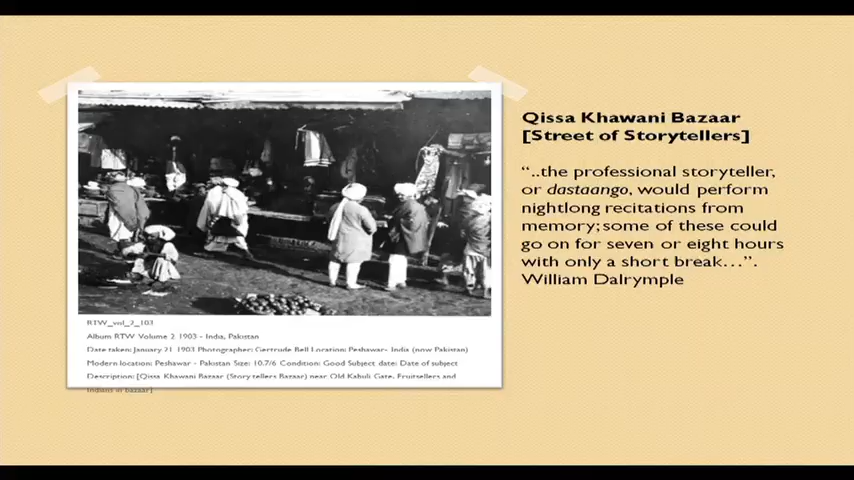 Qissa Khawani Bazaar
[Street of Storytellers]
“..the professional storyteller,
or dastaango, would perform
nightlong recitations from
memory; some of these could
go on for seven or eight hours
with only a short break…”.
William Dalrymple
RTW_vol_2_103
Album RTW Volume 2 1903 - India, Pakistan
Date taken: January 21 1903 Photographer: Gertrude Bell Location: Peshawar- India (now Pakistan)
Modern location: Peshawar - Pakistan Size: 10.7/6 Condition: Good Subject date: Date of subject
Description: [Qissa Khawani Bazaar (Story tellers Bazaar) near Old Kabuli Gate. Fruitsellers and
Indians in bazaar]